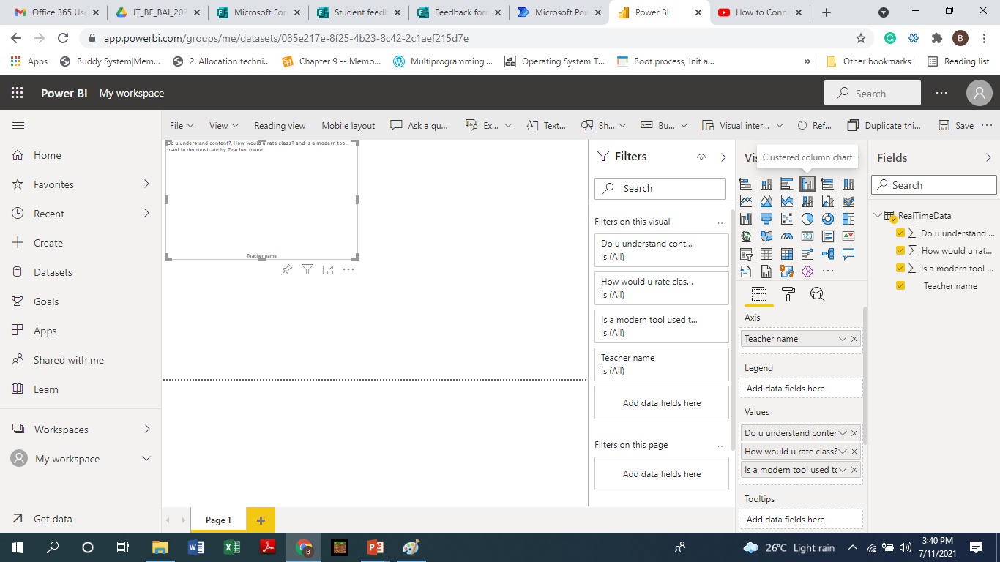 Office 365 Use
IT_BE_BAI_202
Microsoft For
Student feedb
Feedback form
Microsoft Pow
Power BI
How to Conne
app.powerbi.com/groups/me/datasets/085e217e-8f25-4b23-8c42-2c1aef215d7e
B
Apps
Buddy System|Mem...
2. Allocation techni...
Chapter 9 -- Memo...
Multiprogramming,...
Operating System T...
Boot process, Init a...
»
Other bookmarks
Reading list
Power BI
My workspace
Search
File
View
Reading view
Mobile layout
Ask a qu...
Ex...
Text...
Sh...
Bu...
Visual inter...
Ref...
Duplicate thi...
Save
Home
Favorites
Recent
Create
Datasets
Goals
Apps
Shared with me
Learn
Workspaces
My workspace
Get data
Do u understand content?, How would u rate class? and Is a modern tool
used to demonstrate by Teacher name
Teacher name
Page 1
Filters
Search
Filters on this visual
Do u understand cont...
is (All)
How would u rate clas...
is (All)
Is a modern tool used t...
is (All)
Teacher name
is (All)
Add data fields here
Filters on this page
Add data fields here
Vi
Clustered column chart
123
Axis
Teacher name
Legend
Add data fields here
Values
Do u understand conter
How would u rate class?
Is a modern tool used to
Tooltips
Add data fields here
Fields
Search
RealTimeData
Do u understand ...
How would u rat...
Is a modern tool ...
Teacher name
26°C Light rain
3:40 PM
7/11/2021